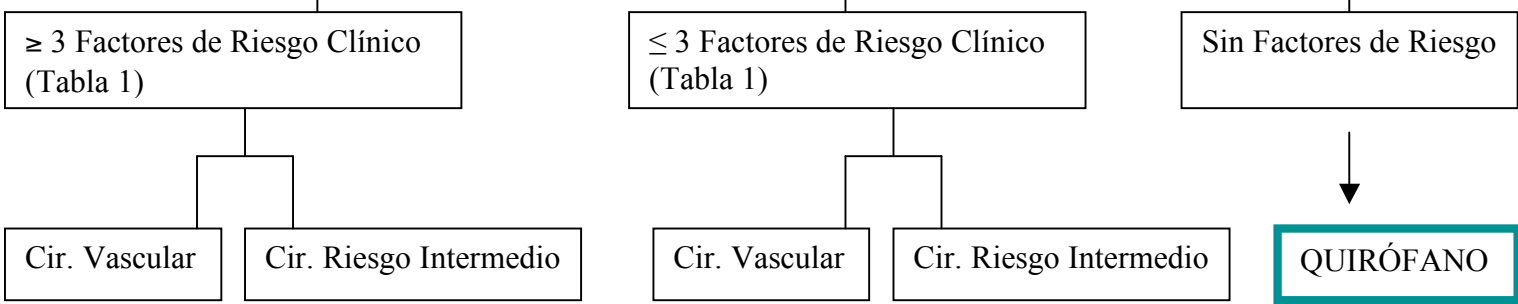 ≥ 3 Factores de Riesgo Clínico
(Tabla 1)
≤ 3 Factores de Riesgo Clínico
(Tabla 1)
Sin Factores de Riesgo
Cir. Vascular
Cir. Riesgo Intermedio
Cir. Vascular
Cir. Riesgo Intermedio
QUIRÓFANO